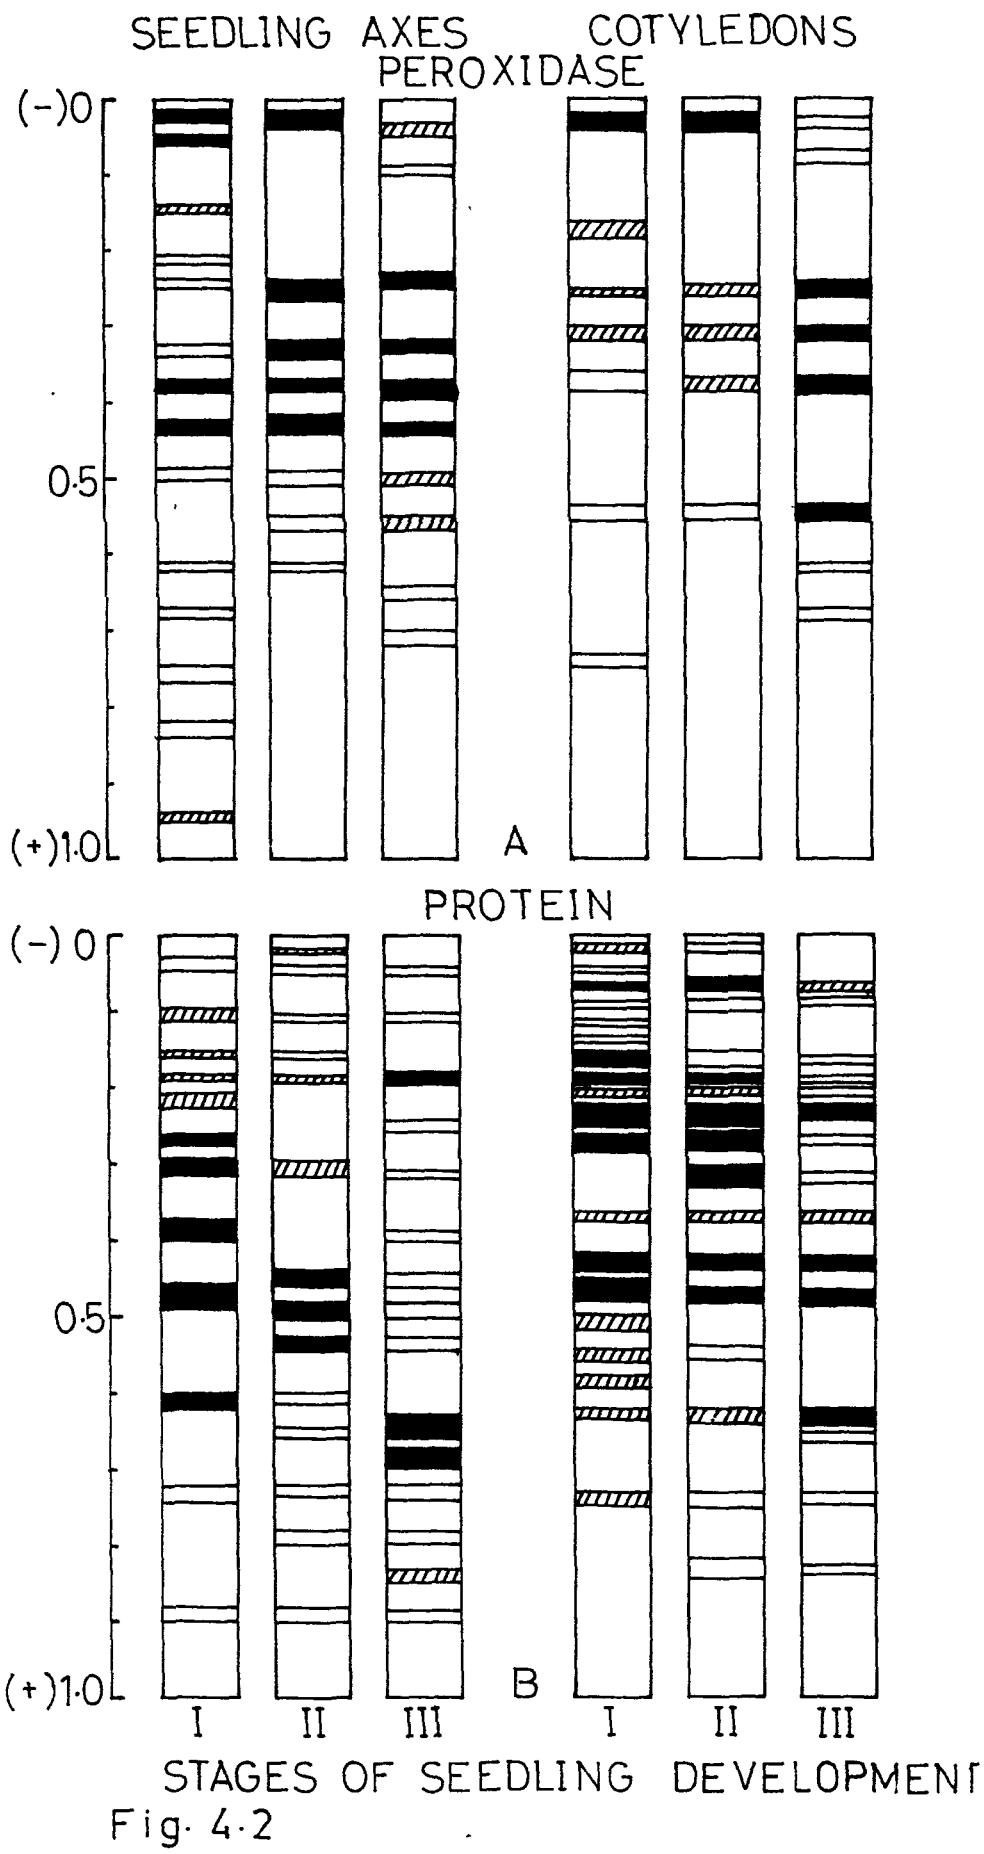 SEEDLING AXES COTYLEDONS
PEROXIDASE
(-)0
0.5
(+)1.0 A
PROTEIN
(-) 0
0.5
(+)1.0 B
I II III I II III
STAGES OF SEEDLING DEVELOPMENT
Fig. 4.2